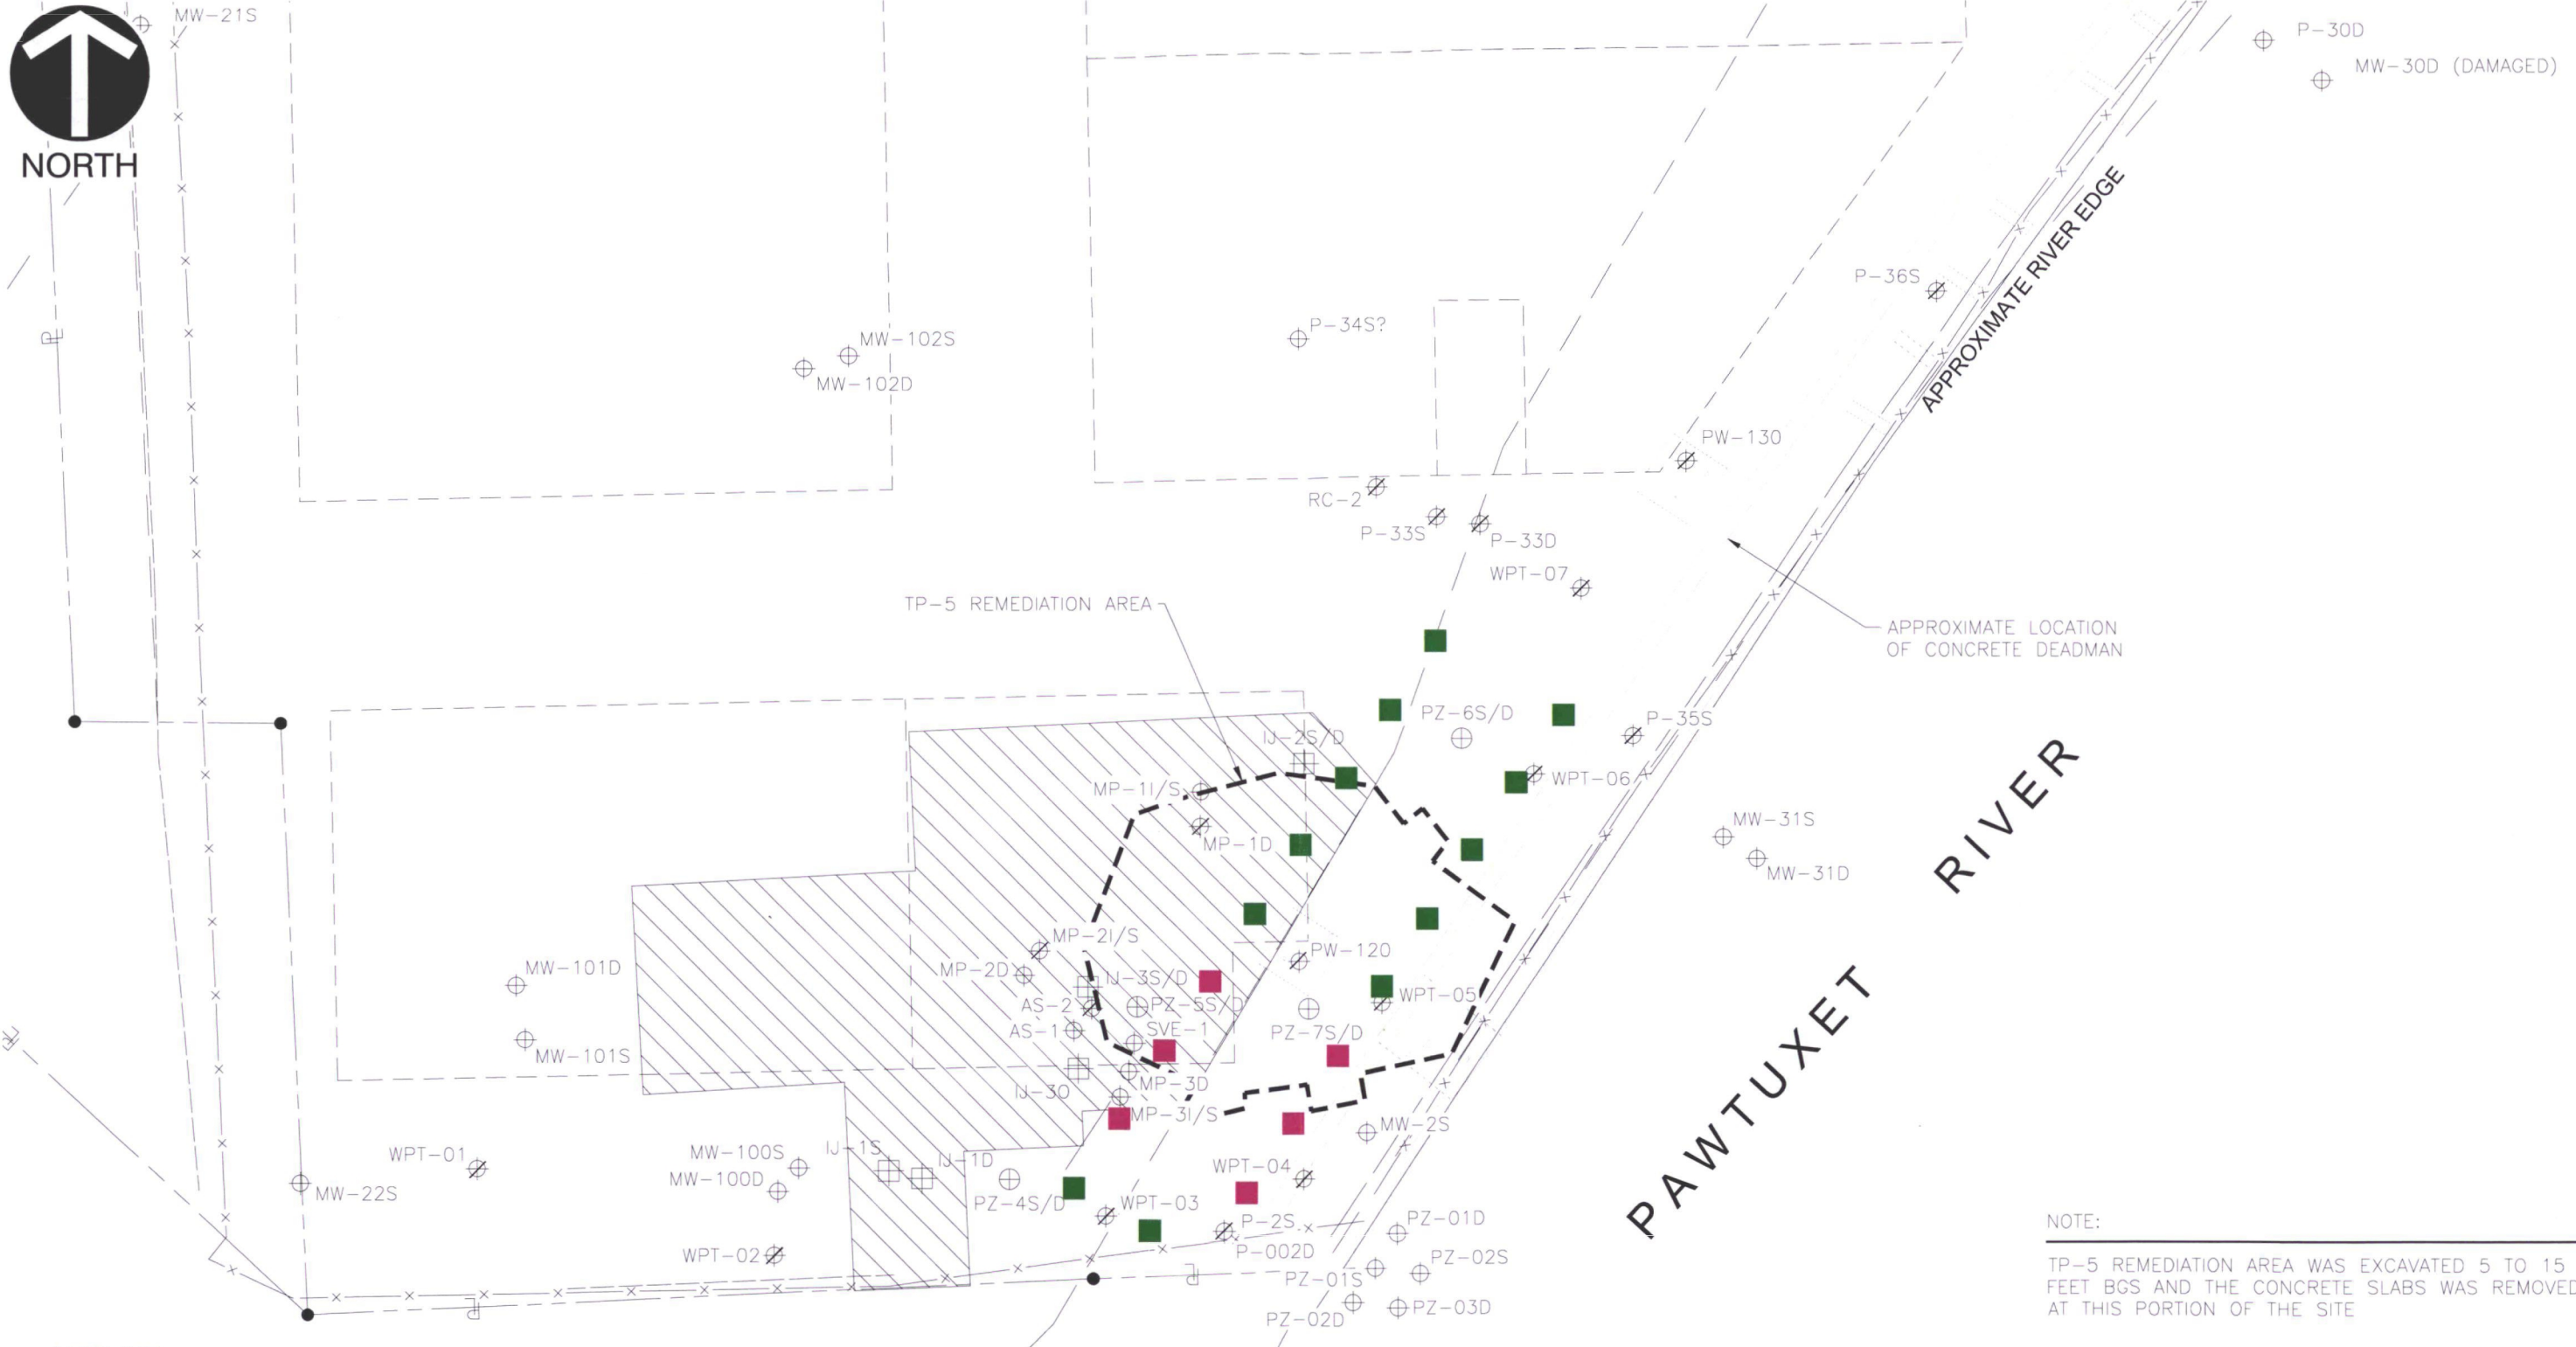 MW-21S
P-30D
MW-30D (DAMAGED)
NORTH
APPROXIMATE RIVER EDGE
P-36S
P-34S?
MW-102S
MW-102D
PW-130
RC-2
P-33S
P-33D
WPT-07
TP-5 REMEDIATION AREA
APPROXIMATE LOCATION
OF CONCRETE DEADMAN
PZ-6S/D
P-35S
IJ-2S/D
WPT-06
MP-1I/S
MP-1D
MW-31S
MW-31D
PAWTUXET RIVER
MP-2I/S
PW-120
MW-101D
MP-2D
IJ-3S/D
AS-2
PZ-5S/D
WPT-05
AS-1
SVE-1
PZ-7S/D
MW-101S
MP-3D
IJ-3O
MP-3I/S
MW-2S
WPT-01
MW-100S
IJ-1S
IJ-1D
WPT-04
MW-100D
MW-22S
PZ-4S/D
WPT-03
P-2S
PZ-01D
P-002D
WPT-02
PZ-02S
PZ-01S
PZ-03D
PZ-02D
NOTE:
TP-5 REMEDIATION AREA WAS EXCAVATED 5 TO 15
FEET BGS AND THE CONCRETE SLABS WAS REMOVED
AT THIS PORTION OF THE SITE